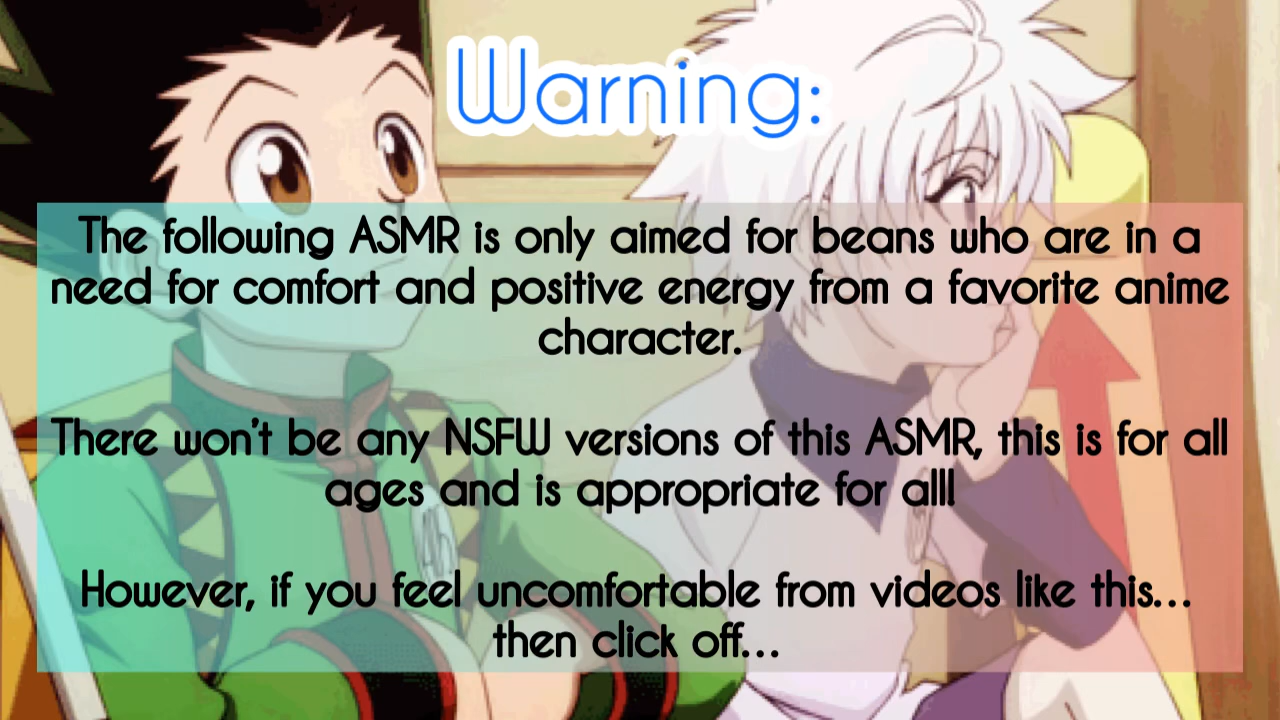 Warning:
The following ASMR is only aimed for beans who are in a
need for comfort and positive energy from a favorite anime
character.
There won't be any NSFW versions of this ASMR, this is for all
ages and is appropriate for all!
However, if you feel uncomfortable from videos like this...
then click off...